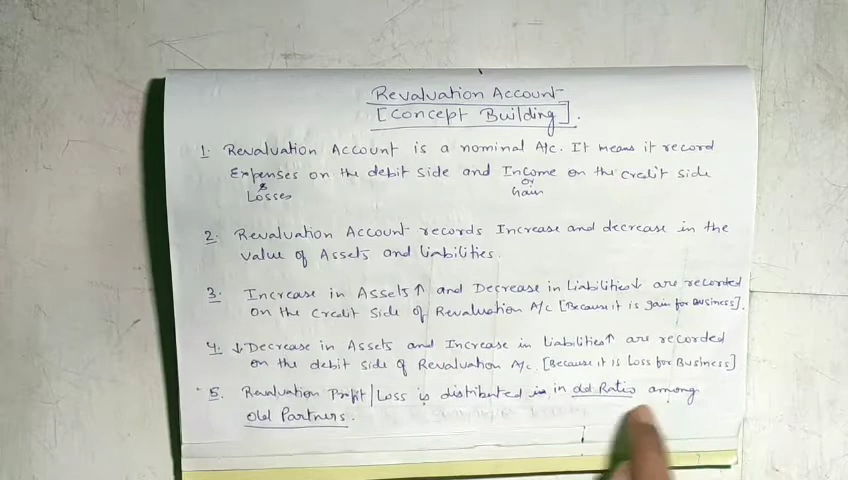 Revaluation Account
[Concept Building].
1. Revaluation Account is a nominal A/c. It means it record
Expenses on the debit side and Income on the credit side
& Losses
or Gain
2. Revaluation Account records Increase and decrease in the
value of Assets and liabilities.
3. Increase in Assets↑ and Decrease in Liabilities↓ are recorded
on the Credit Side of Revaluation A/c [Because it is gain for Business].
4. ↓Decrease in Assets and Increase in liabilities↑ are recorded
on the debit side of Revaluation A/c. [Because it is Loss for Business]
5. Revaluation Profit/Loss is distributed in old Ratio among
old Partners.